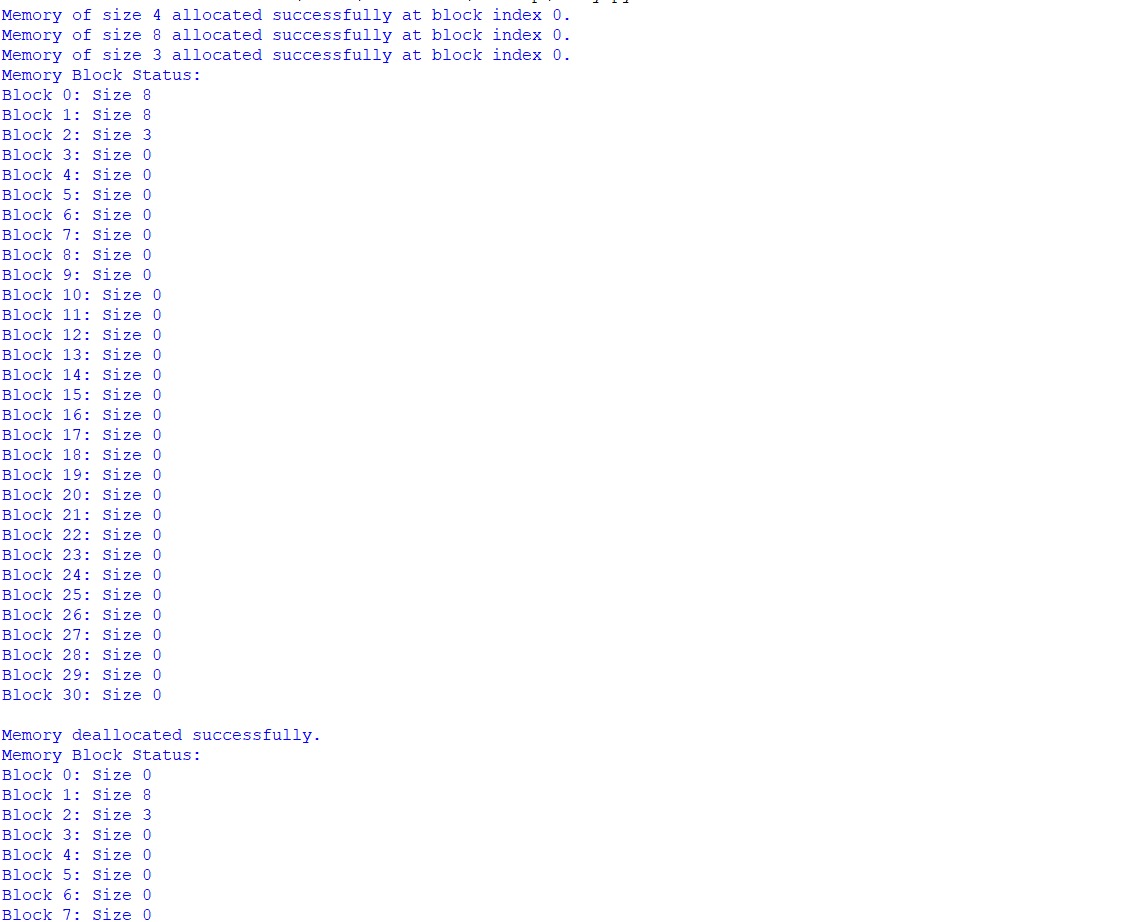 Memory of size 4 allocated successfully at block index 0.
Memory of size 8 allocated successfully at block index 0.
Memory of size 3 allocated successfully at block index 0.
Memory Block Status:
Block 0: Size 8
Block 1: Size 8
Block 2: Size 3
Block 3: Size 0
Block 4: Size 0
Block 5: Size 0
Block 6: Size 0
Block 7: Size 0
Block 8: Size 0
Block 9: Size 0
Block 10: Size 0
Block 11: Size 0
Block 12: Size 0
Block 13: Size 0
Block 14: Size 0
Block 15: Size 0
Block 16: Size 0
Block 17: Size 0
Block 18: Size 0
Block 19: Size 0
Block 20: Size 0
Block 21: Size 0
Block 22: Size 0
Block 23: Size 0
Block 24: Size 0
Block 25: Size 0
Block 26: Size 0
Block 27: Size 0
Block 28: Size 0
Block 29: Size 0
Block 30: Size 0
Memory deallocated successfully.
Memory Block Status:
Block 0: Size 0
Block 1: Size 8
Block 2: Size 3
Block 3: Size 0
Block 4: Size 0
Block 5: Size 0
Block 6: Size 0
Block 7: Size 0